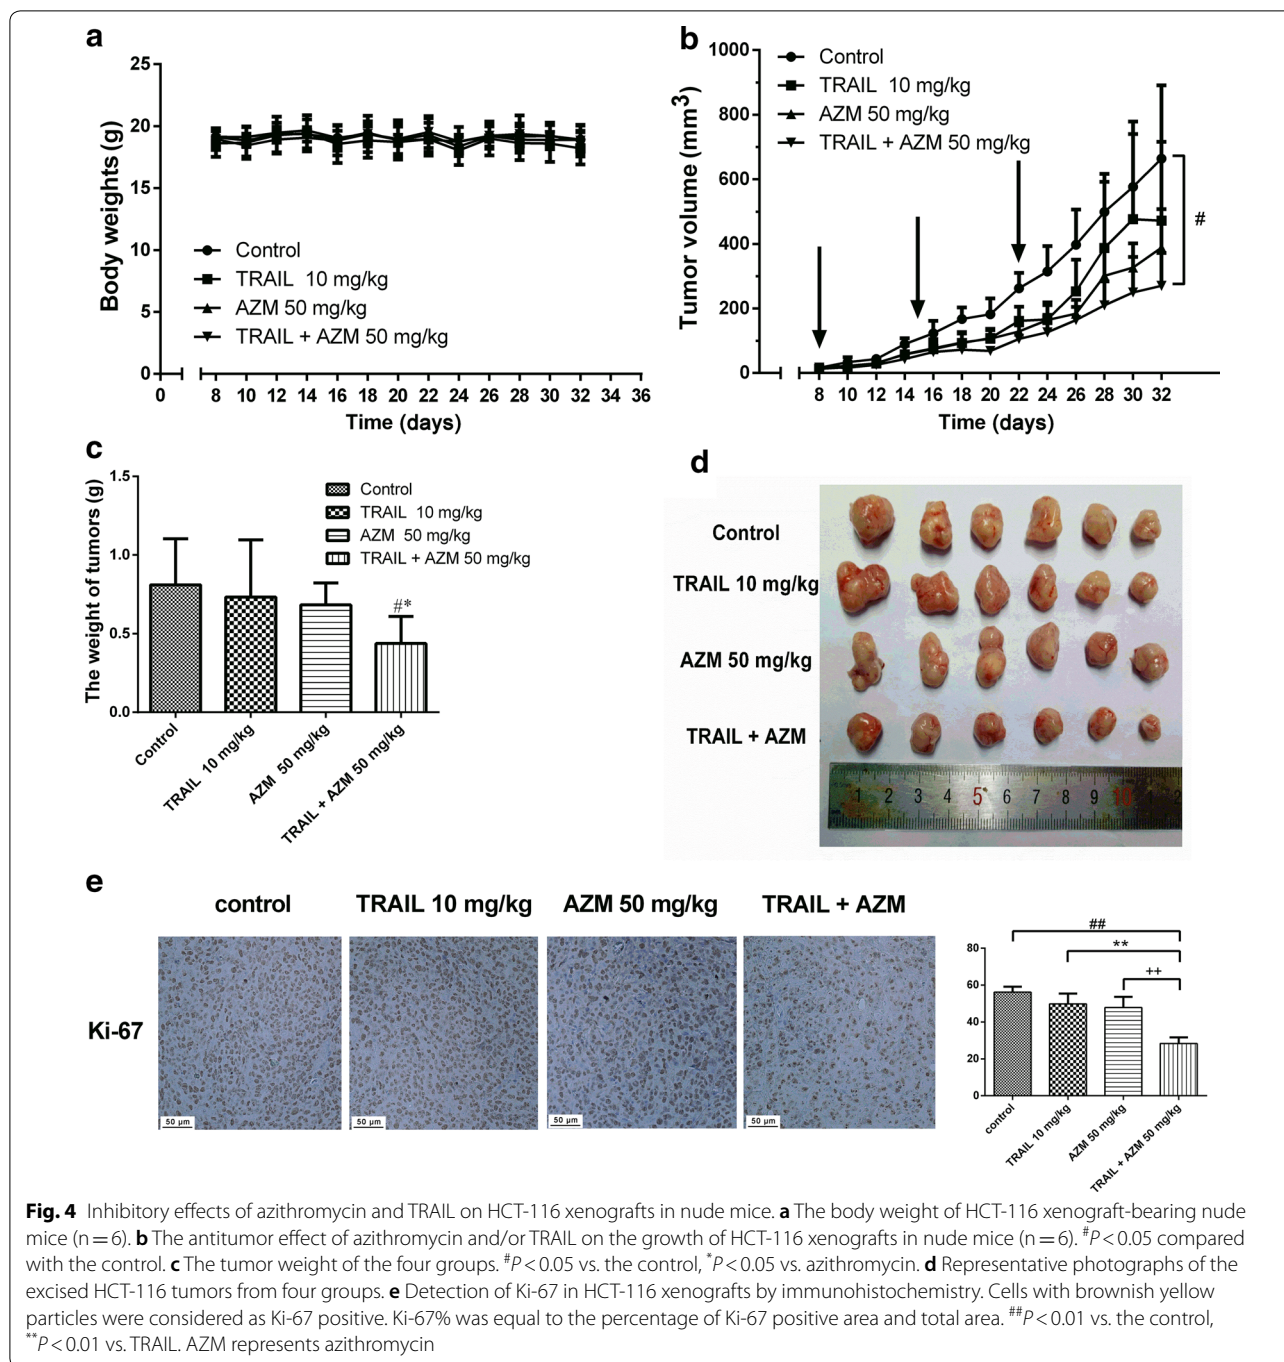 a
25
20
15
10
5
0
Body weights (g)
Control
TRAIL 10 mg/kg
AZM 50 mg/kg
TRAIL + AZM 50 mg/kg
0 8 10 12 14 16 18 20 22 24 26 28 30 32 34 36
Time (days)
b
1000
800
600
400
200
0
Tumor volume (mm³)
Control
TRAIL 10 mg/kg
AZM 50 mg/kg
TRAIL + AZM 50 mg/kg
#
8 10 12 14 16 18 20 22 24 26 28 30 32
Time (days)
c
1.5
1.0
0.5
0.0
The weight of tumors (g)
Control
TRAIL 10 mg/kg
AZM 50 mg/kg
TRAIL + AZM 50 mg/kg
#*
Control
TRAIL 10 mg/kg
AZM 50 mg/kg
TRAIL + AZM 50 mg/kg
d
Control
TRAIL 10 mg/kg
AZM 50 mg/kg
TRAIL + AZM
1 2 3 4 5 6 7 8 9 10 1 2
e
control TRAIL 10 mg/kg AZM 50 mg/kg TRAIL + AZM
Ki-67
50 µm 50 µm 50 µm 50 µm
80
60
40
20
0
##
**
++
control
TRAIL 10 mg/kg
AZM 50 mg/kg
TRAIL + AZM 50 mg/kg
Fig. 4 Inhibitory effects of azithromycin and TRAIL on HCT-116 xenografts in nude mice. a The body weight of HCT-116 xenograft-bearing nude
mice (n = 6). b The antitumor effect of azithromycin and/or TRAIL on the growth of HCT-116 xenografts in nude mice (n = 6). #P < 0.05 compared
with the control. c The tumor weight of the four groups. #P < 0.05 vs. the control, *P < 0.05 vs. azithromycin. d Representative photographs of the
excised HCT-116 tumors from four groups. e Detection of Ki-67 in HCT-116 xenografts by immunohistochemistry. Cells with brownish yellow
particles were considered as Ki-67 positive. Ki-67% was equal to the percentage of Ki-67 positive area and total area. ##P < 0.01 vs. the control,
**P < 0.01 vs. TRAIL. AZM represents azithromycin